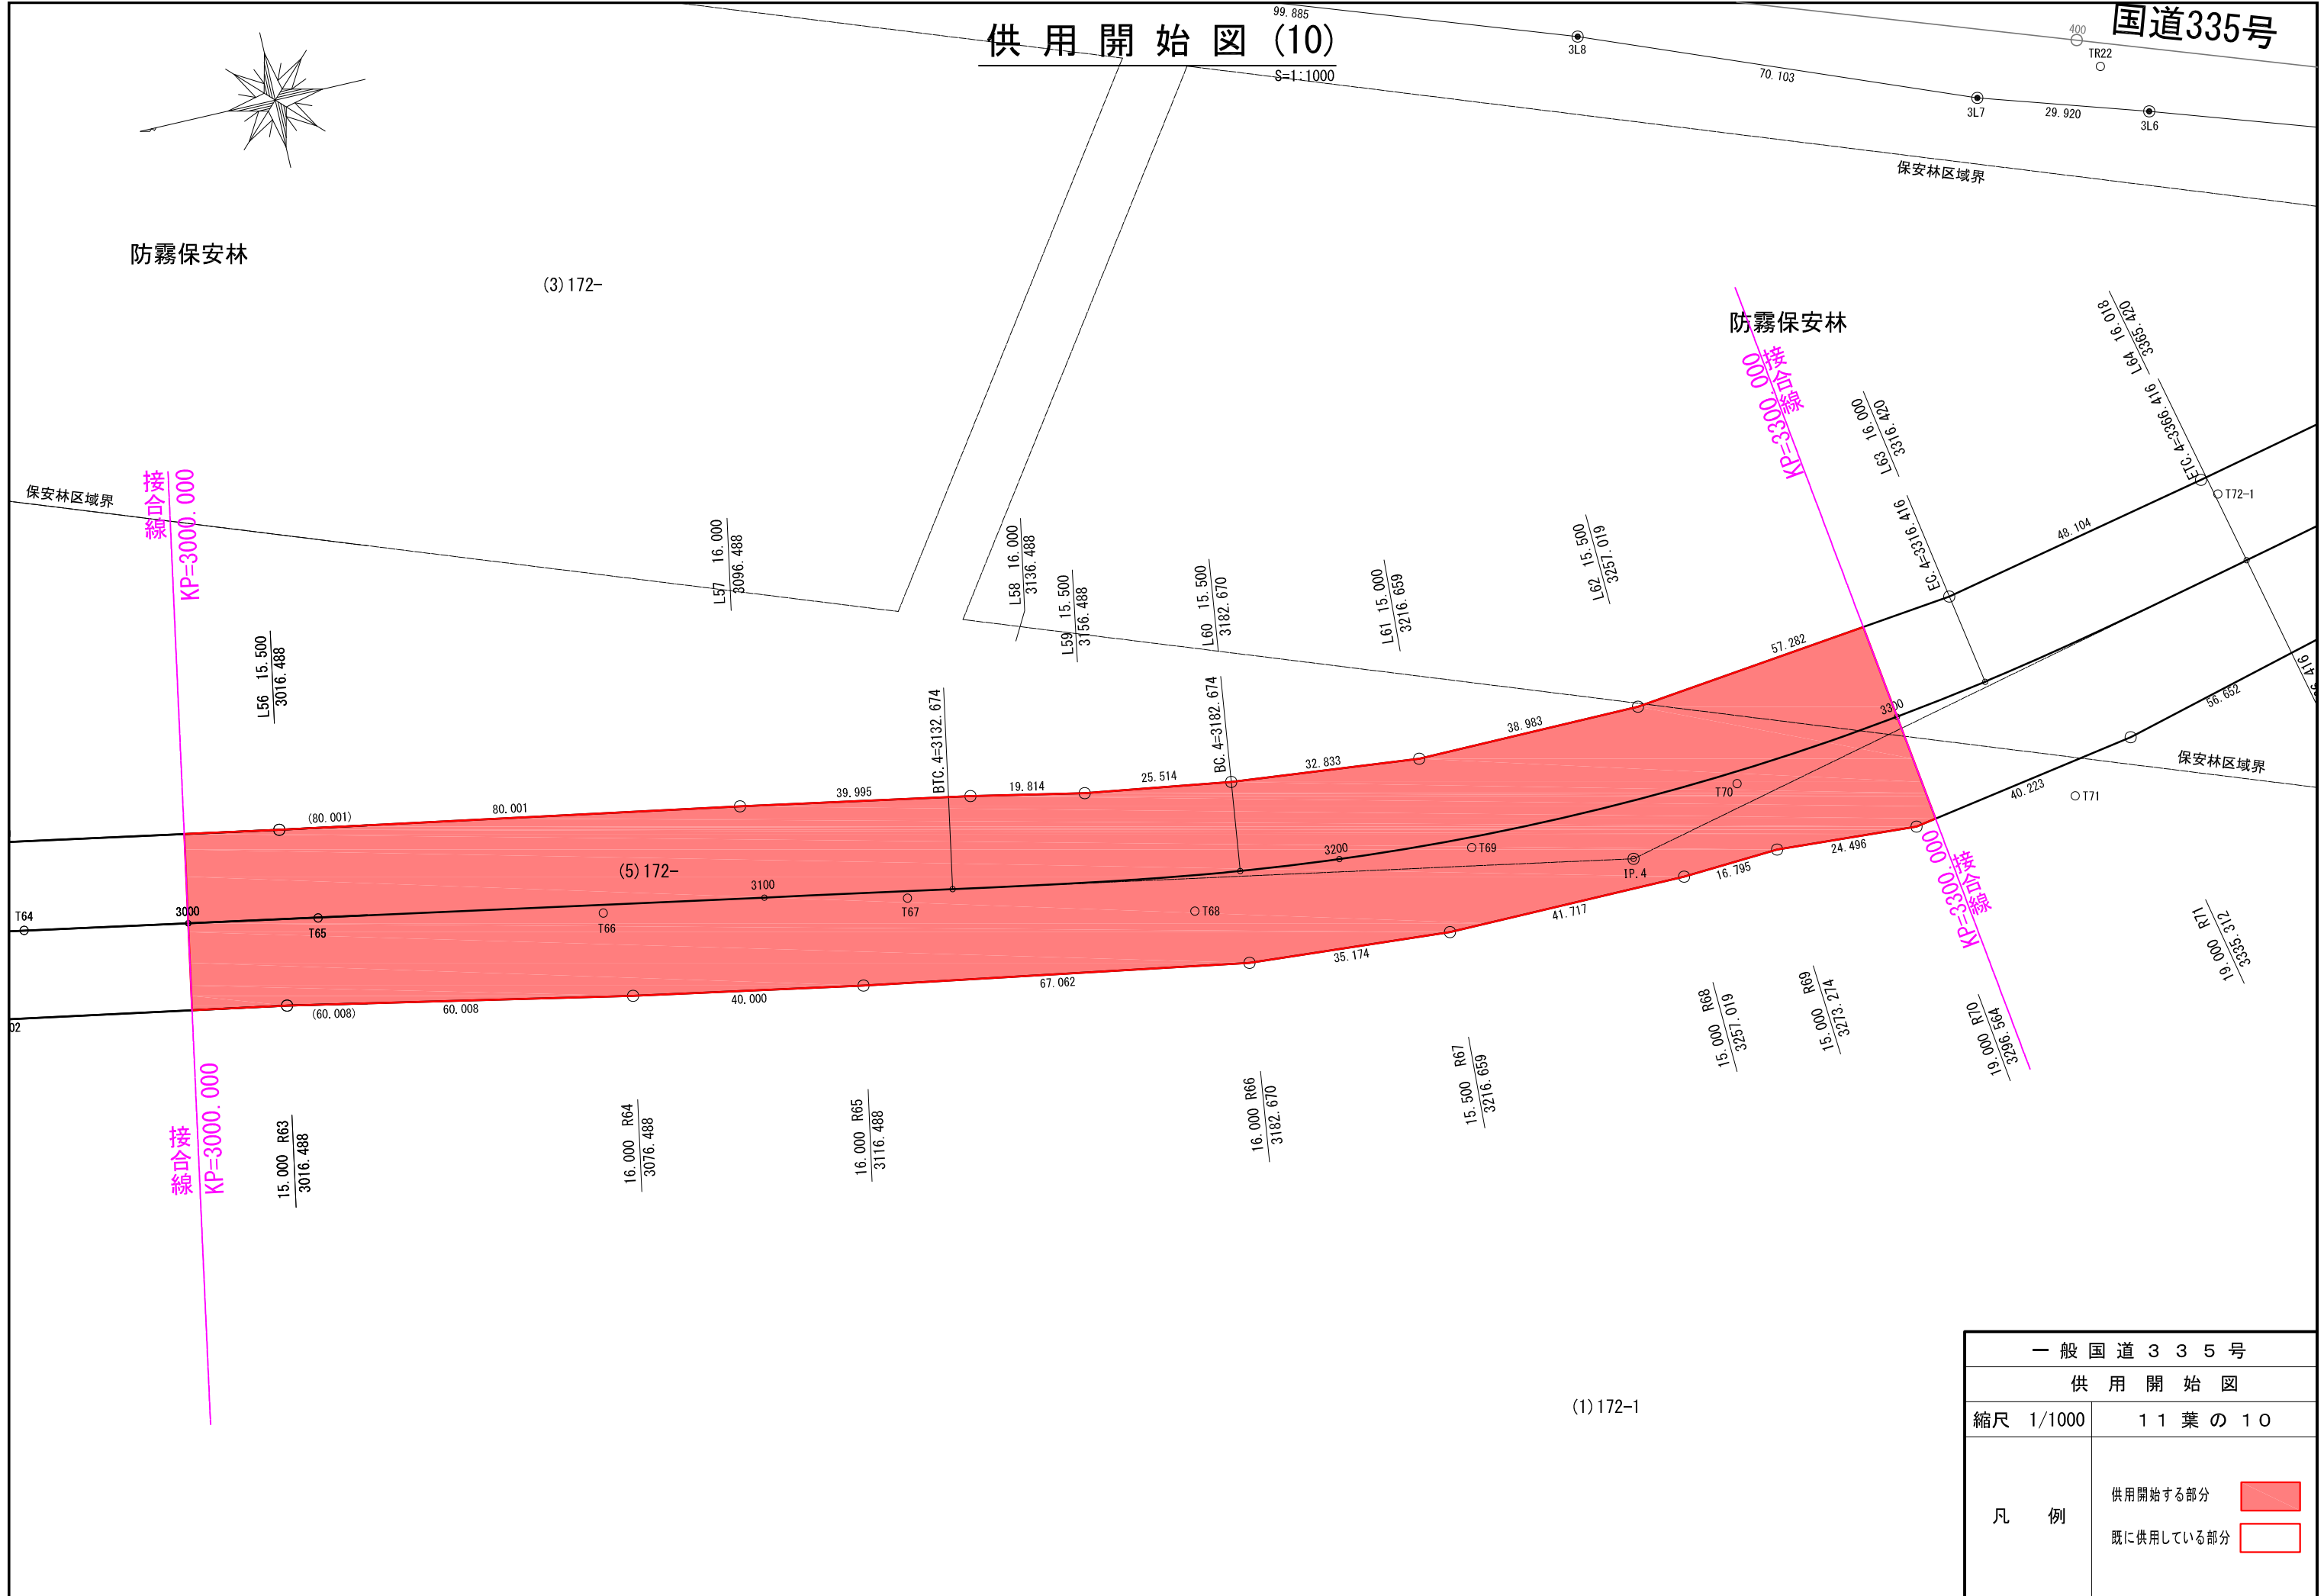 供用開始図(10)
S=1:1000
国道335号
99.885
3L8
70.103
3L7
29.920
3L6
400
TR22
保安林区域界
防霧保安林
(3)172-
防霧保安林
保安林区域界
接合線
KP=3000.000
接合線
KP=3300.000
L56 15.500
3016.488
L57 16.000
3096.488
L58 16.000
3136.488
L59 15.500
3156.488
L60 15.500
3182.670
L61 15.000
3216.659
L62 15.500
3257.019
L63 16.000
3316.420
L64 16.018
3365.420
BTC.4=3132.674
BC.4=3182.674
EC.4=3316.416
ETC.4=3366.416
(80.001)
80.001
39.995
19.814
25.514
32.833
38.983
57.282
48.104
T72-1
T64
3000
T65
(5)172-
T66
3100
T67
T68
3200
T69
IP.4
T70
3300
T71
保安林区域界
02
(60.008)
60.008
40.000
67.062
35.174
41.717
16.795
24.496
40.223
56.652
接合線
KP=3000.000
接合線
KP=3300.000
15.000 R63
3016.488
16.000 R64
3076.488
16.000 R65
3116.488
16.000 R66
3182.670
15.500 R67
3216.659
15.000 R68
3257.019
15.000 R69
3273.274
19.000 R70
3296.564
19.000 R71
3335.312
(1)172-1
一般国道335号
供用開始図
縮尺 1/1000
11葉の10
凡例
供用開始する部分
既に供用している部分